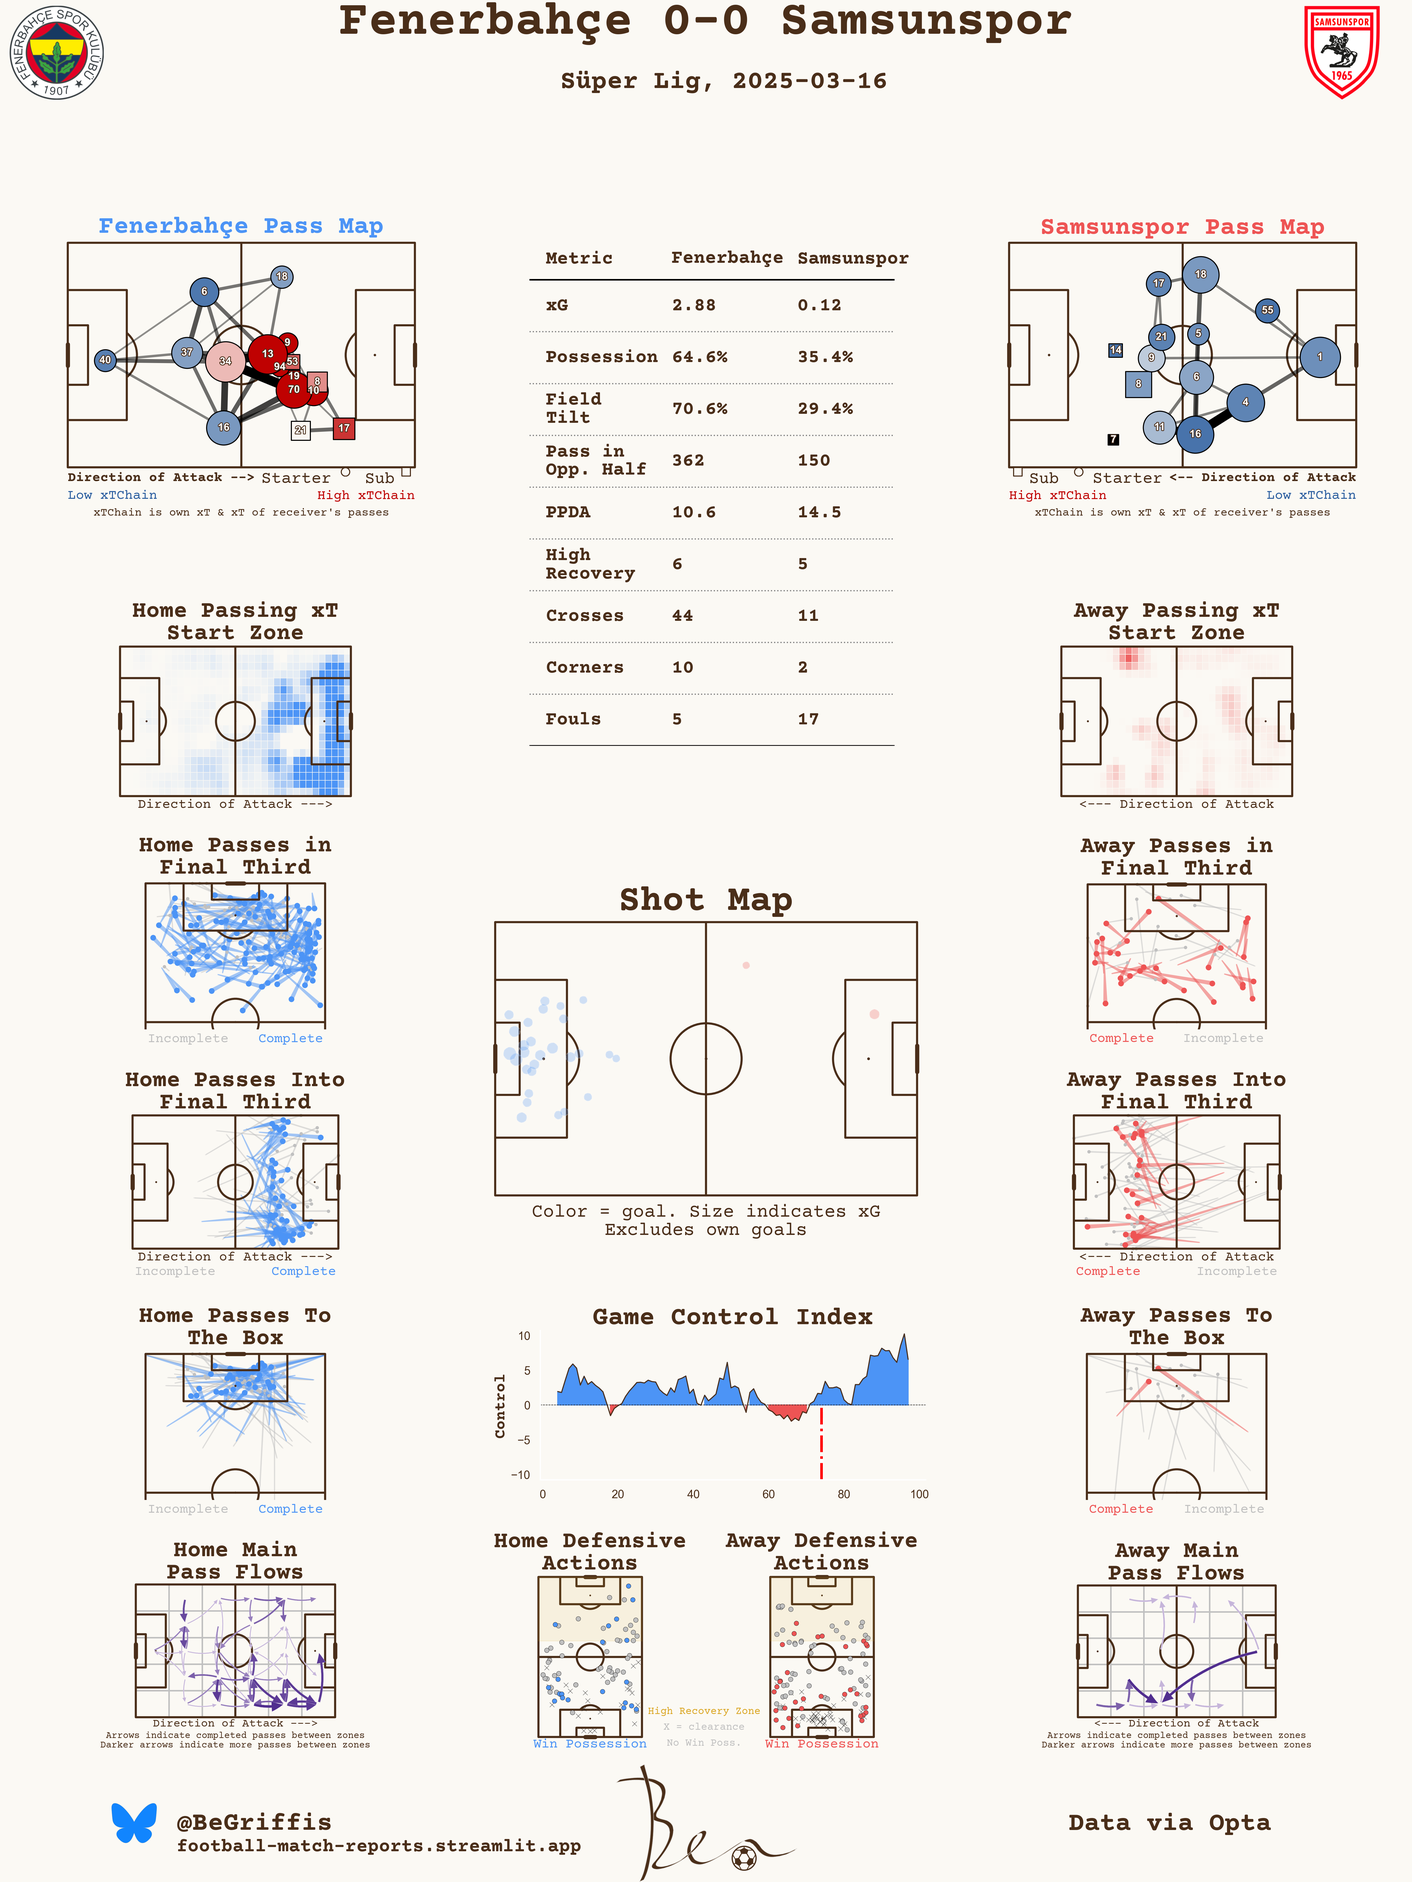 Fenerbahçe 0-0 Samsunspor
Süper Lig, 2025-03-16
FENERBAHÇE SPOR KULÜBÜ
★ 1907 ★
SAMSUNSPOR
1965
Fenerbahçe Pass Map
18
6
40
37
34
13
9
53
94
19
8
70
10
16
21
17
Direction of Attack --> Starter Sub
Low xTChain High xTChain
xTChain is own xT & xT of receiver's passes
Metric Fenerbahçe Samsunspor
xG 2.88 0.12
Possession 64.6% 35.4%
Field
Tilt 70.6% 29.4%
Pass in
Opp. Half 362 150
PPDA 10.6 14.5
High
Recovery 6 5
Crosses 44 11
Corners 10 2
Fouls 5 17
Samsunspor Pass Map
17
18
55
21
5
14
9
1
8
6
4
11
16
7
Sub Starter <-- Direction of Attack
High xTChain Low xTChain
xTChain is own xT & xT of receiver's passes
Home Passing xT
Start Zone
Direction of Attack --->
Away Passing xT
Start Zone
<--- Direction of Attack
Home Passes in
Final Third
Incomplete Complete
Away Passes in
Final Third
Complete Incomplete
Shot Map
Color = goal. Size indicates xG
Excludes own goals
Home Passes Into
Final Third
Direction of Attack --->
Incomplete Complete
Away Passes Into
Final Third
<--- Direction of Attack
Complete Incomplete
Home Passes To
The Box
Incomplete Complete
Game Control Index
Control
10
5
0
−5
−10
0 20 40 60 80 100
Away Passes To
The Box
Complete Incomplete
Home Main
Pass Flows
Direction of Attack --->
Arrows indicate completed passes between zones
Darker arrows indicate more passes between zones
Home Defensive
Actions
Win Possession
High Recovery Zone
X = clearance
No Win Poss.
Away Defensive
Actions
Win Possession
Away Main
Pass Flows
<--- Direction of Attack
Arrows indicate completed passes between zones
Darker arrows indicate more passes between zones
@BeGriffis
football-match-reports.streamlit.app
Ben
Data via Opta